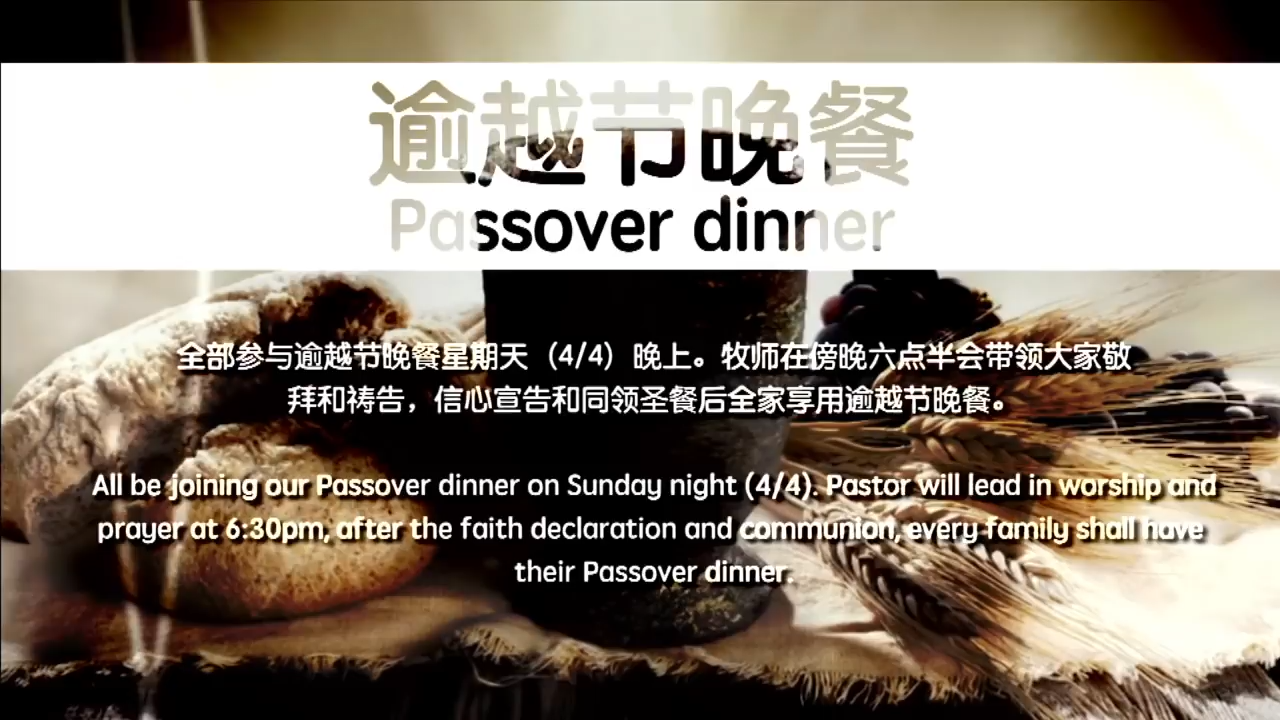 逾越节晚餐
Passover dinner
全部参与逾越节晚餐星期天（4/4）晚上。牧师在傍晚六点半会带领大家敬
拜和祷告，信心宣告和同领圣餐后全家享用逾越节晚餐。
All be joining our Passover dinner on Sunday night (4/4). Pastor will lead in worship and
prayer at 6:30pm, after the faith declaration and communion, every family shall have
their Passover dinner.